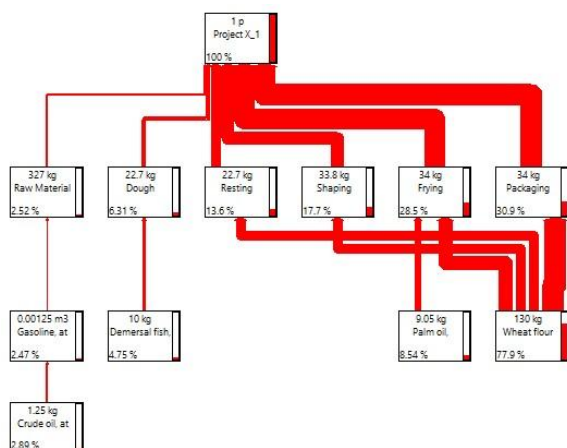 1 p
Project X_1
100 %
327 kg
Raw Material
2.52 %
22.7 kg
Dough
6.31 %
22.7 kg
Resting
13.6 %
33.8 kg
Shaping
17.7 %
34 kg
Frying
28.5 %
34 kg
Packaging
30.9 %
0.00125 m3
Gasoline, at
2.47 %
10 kg
Demersal fish,
4.75 %
9.05 kg
Palm oil,
8.54 %
130 kg
Wheat flour
77.9 %
1.25 kg
Crude oil, at
2.89 %